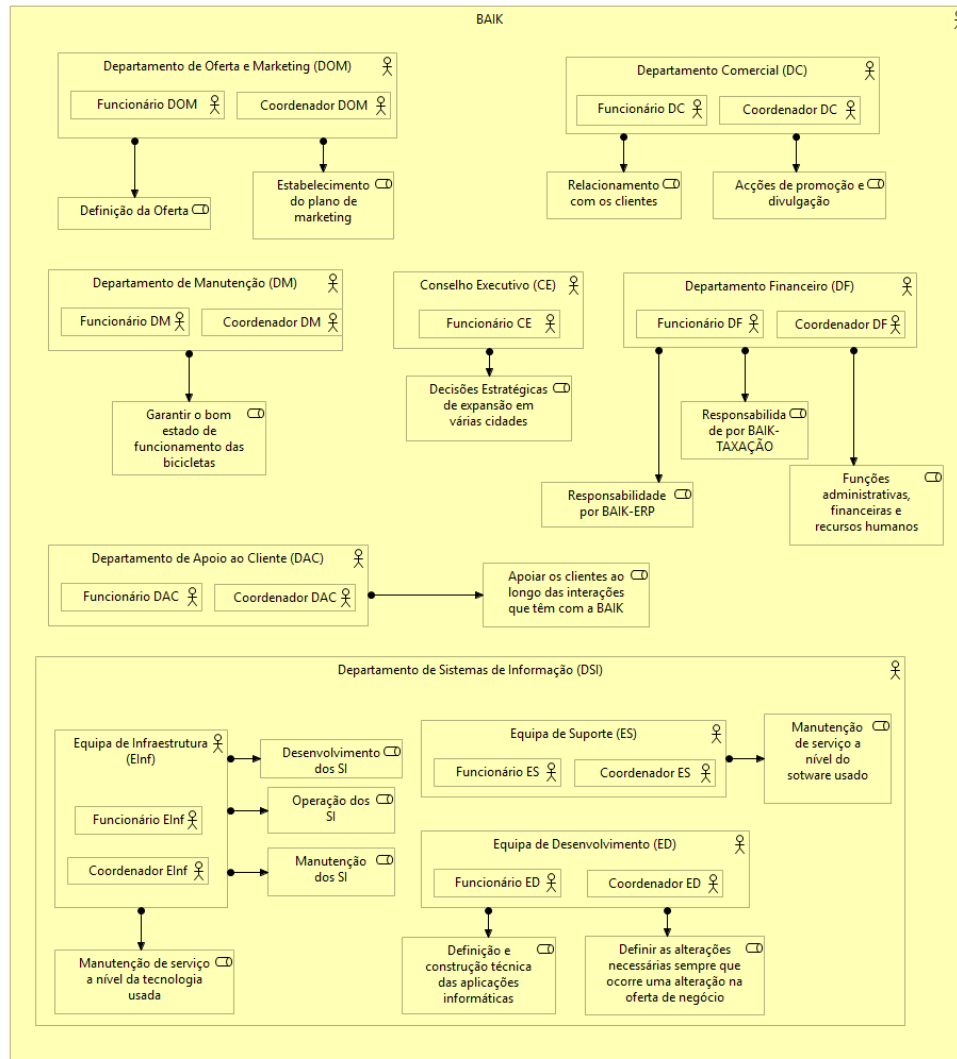 BAIK
Departamento de Oferta e Marketing (DOM)
Funcionário DOM
Coordenador DOM
Definição da Oferta
Estabelecimento
do plano de
marketing
Departamento Comercial (DC)
Funcionário DC
Coordenador DC
Relacionamento
com os clientes
Acções de promoção e
divulgação
Departamento de Manutenção (DM)
Funcionário DM
Coordenador DM
Garantir o bom
estado de
funcionamento das
bicicletas
Conselho Executivo (CE)
Funcionário CE
Decisões Estratégicas
de expansão em
várias cidades
Departamento Financeiro (DF)
Funcionário DF
Coordenador DF
Responsabilidade
por BAIK-ERP
Responsabilida
de por BAIK-
TAXAÇÃO
Funções
administrativas,
financeiras e
recursos humanos
Departamento de Apoio ao Cliente (DAC)
Funcionário DAC
Coordenador DAC
Apoiar os clientes ao
longo das interações
que têm com a BAIK
Departamento de Sistemas de Informação (DSI)
Equipa de Infraestrutura
(EInf)
Funcionário EInf
Coordenador EInf
Desenvolvimento
dos SI
Operação dos
SI
Manutenção
dos SI
Manutenção de serviço
a nível da tecnologia
usada
Equipa de Suporte (ES)
Funcionário ES
Coordenador ES
Manutenção
de serviço a
nível do
sotware usado
Equipa de Desenvolvimento (ED)
Funcionário ED
Coordenador ED
Definição e
construção técnica
das aplicações
informáticas
Definir as alterações
necessárias sempre que
ocorre uma alteração na
oferta de negócio